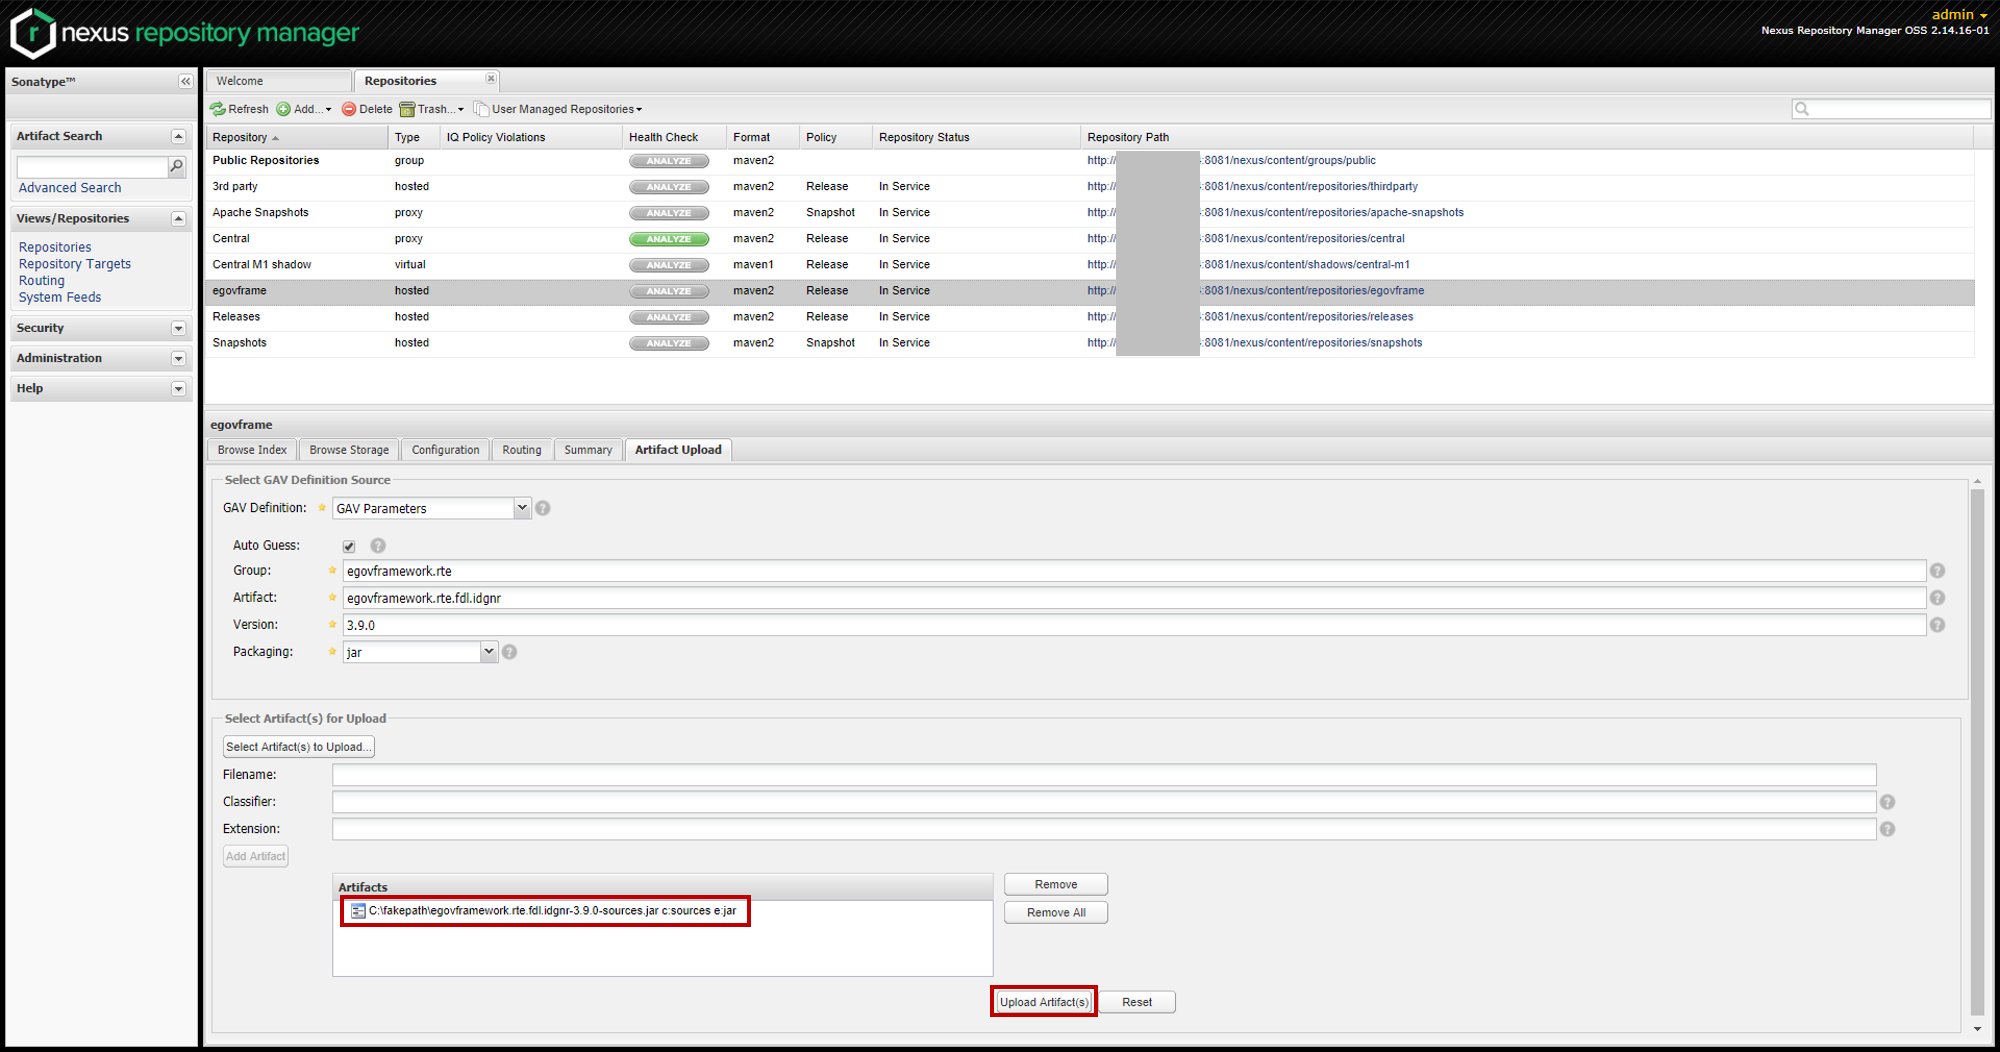 nexus repository manager
admin
Nexus Repository Manager OSS 2.14.16-01
Sonatype™
Artifact Search
Advanced Search
Views/Repositories
Repositories
Repository Targets
Routing
System Feeds
Security
Administration
Help
Welcome Repositories
Refresh Add... Delete Trash... User Managed Repositories
Repository Type IQ Policy Violations Health Check Format Policy Repository Status Repository Path
Public Repositories group ANALYZE maven2 http:// :8081/nexus/content/groups/public
3rd party hosted ANALYZE maven2 Release In Service http:// :8081/nexus/content/repositories/thirdparty
Apache Snapshots proxy ANALYZE maven2 Snapshot In Service http:// :8081/nexus/content/repositories/apache-snapshots
Central proxy ANALYZE maven2 Release In Service http:// :8081/nexus/content/repositories/central
Central M1 shadow virtual ANALYZE maven1 Release In Service http:// :8081/nexus/content/shadows/central-m1
egovframe hosted ANALYZE maven2 Release In Service http:// :8081/nexus/content/repositories/egovframe
Releases hosted ANALYZE maven2 Release In Service http:// :8081/nexus/content/repositories/releases
Snapshots hosted ANALYZE maven2 Snapshot In Service http:// :8081/nexus/content/repositories/snapshots
egovframe
Browse Index Browse Storage Configuration Routing Summary Artifact Upload
Select GAV Definition Source
GAV Definition: GAV Parameters
Auto Guess:
Group: egovframework.rte
Artifact: egovframework.rte.fdl.idgnr
Version: 3.9.0
Packaging: jar
Select Artifact(s) for Upload
Select Artifact(s) to Upload...
Filename:
Classifier:
Extension:
Add Artifact
Artifacts
C:\fakepath\egovframework.rte.fdl.idgnr-3.9.0-sources.jar c:sources e:jar
Remove
Remove All
Upload Artifact(s) Reset